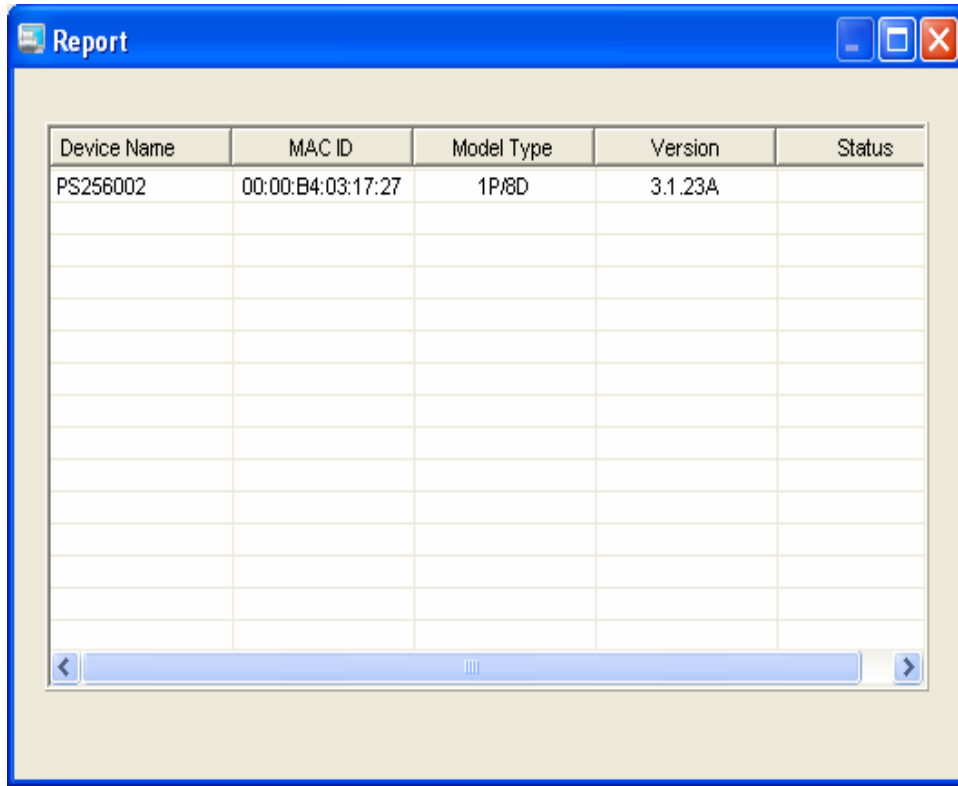 Report
Device Name MAC ID Model Type Version Status
PS256002 00:00:B4:03:17:27 1P/8D 3.1.23A